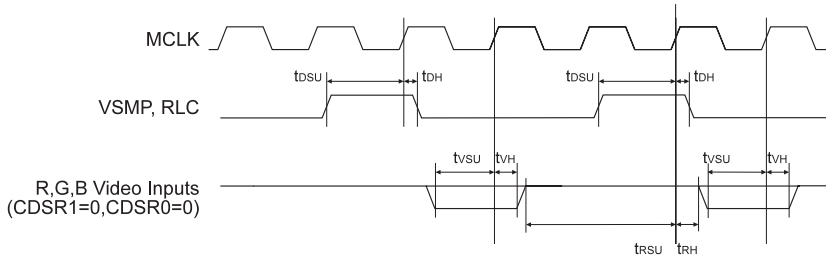 MCLK
tDSU tDH tDSU tDH
VSMP, RLC
tVSU tVH tVSU tVH
R,G,B Video Inputs
(CDSR1=0,CDSR0=0)
tRSU tRH